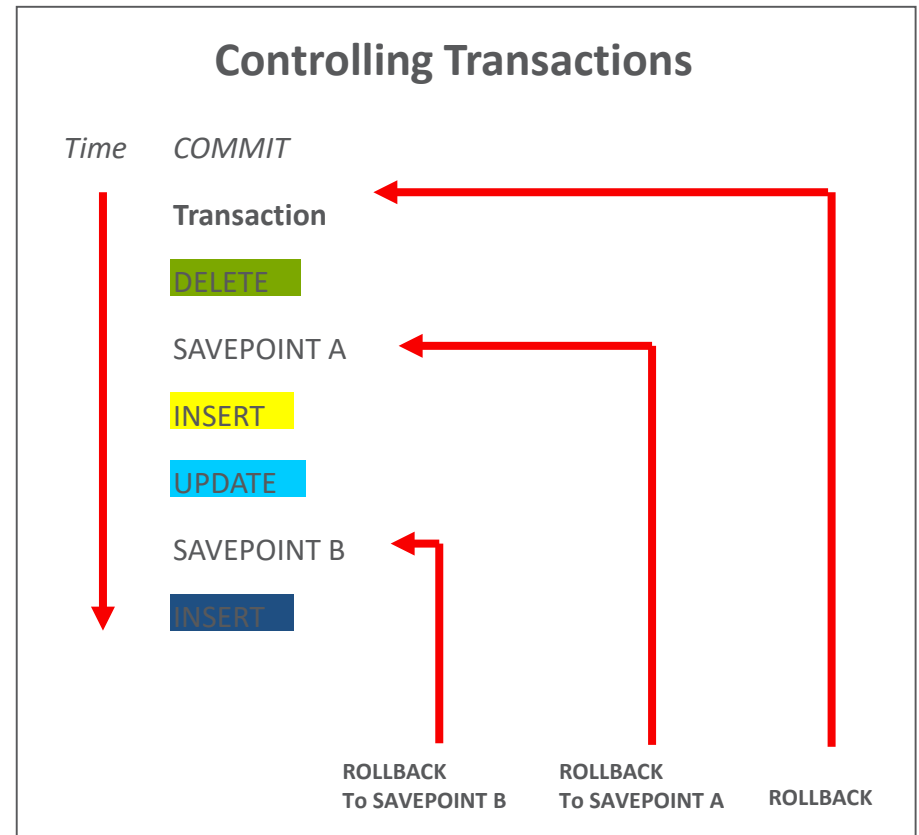 Controlling Transactions
Time COMMIT
Transaction
DELETE
SAVEPOINT A
INSERT
UPDATE
SAVEPOINT B
INSERT
ROLLBACK
To SAVEPOINT B
ROLLBACK
To SAVEPOINT A
ROLLBACK